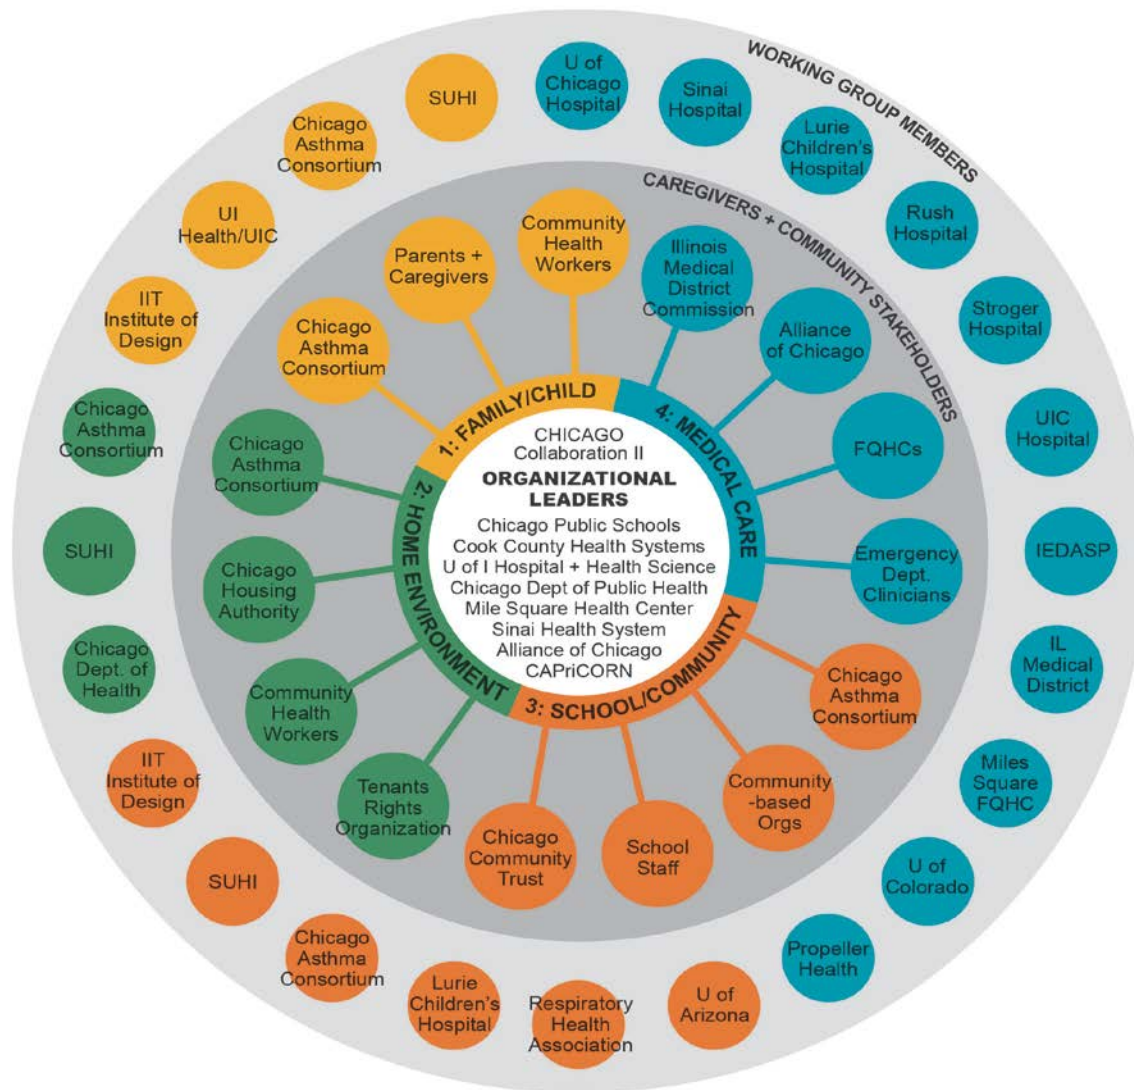 WORKING GROUP MEMBERS
U of
Chicago
Hospital
Sinai
Hospital
Lurie
Children's
Hospital
Rush
Hospital
Stroger
Hospital
UIC
Hospital
IEDASP
IL
Medical
District
Miles
Square
FQHC
U of
Colorado
Propeller
Health
U of
Arizona
Respiratory
Health
Association
Lurie
Children's
Hospital
Chicago
Asthma
Consortium
SUHI
IIT
Institute of
Design
Chicago
Dept. of
Health
SUHI
Chicago
Asthma
Consortium
IIT
Institute of
Design
UI
Health/UIC
Chicago
Asthma
Consortium
SUHI
CAREGIVERS + COMMUNITY STAKEHOLDERS
Community
Health
Workers
Illinois
Medical
District
Commission
Alliance
of Chicago
FQHCs
Emergency
Dept.
Clinicians
Chicago
Asthma
Consortium
Community
-based
Orgs
School
Staff
Chicago
Community
Trust
Tenants
Rights
Organization
Community
Health
Workers
Chicago
Housing
Authority
Chicago
Asthma
Consortium
Chicago
Asthma
Consortium
Parents +
Caregivers
1: FAMILY/CHILD
4: MEDICAL CARE
3: SCHOOL/COMMUNITY
2: HOME ENVIRONMENT
CHICAGO
Collaboration II
ORGANIZATIONAL
LEADERS
Chicago Public Schools
Cook County Health Systems
U of I Hospital + Health Science
Chicago Dept of Public Health
Mile Square Health Center
Sinai Health System
Alliance of Chicago
CAPriCORN